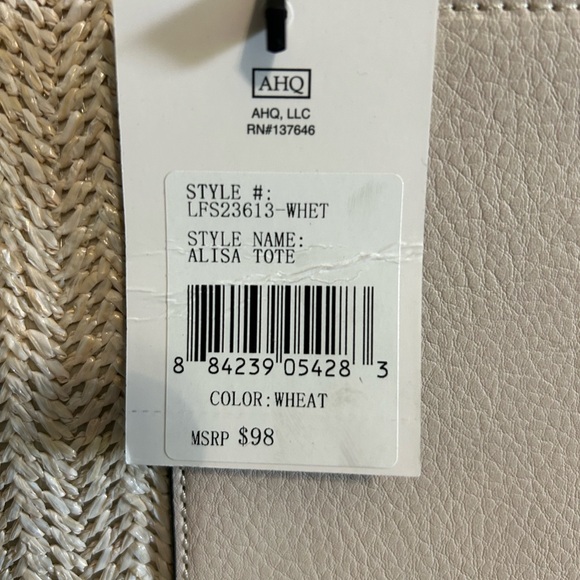 AHQ
AHQ, LLC
RN#137646
STYLE #:
LFS23613-WHET
STYLE NAME:
ALISA TOTE
8 84239 05428 3
COLOR:WHEAT
MSRP $98